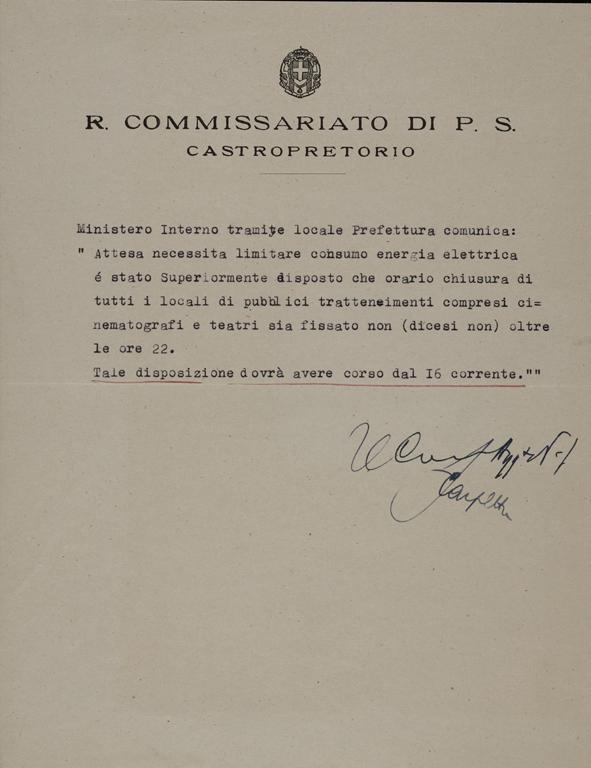 R. COMMISSARIATO DI P. S.
CASTROPRETORIO
Ministero Interno tramite locale Prefettura comunica:
" Attesa necessita limitare consumo energia elettrica
é stato Superiormente disposto che orario chiusura di
tutti i locali di pubblici tratteneimenti compresi ci=
nematografi e teatri sia fissato non (dicesi non) oltre
le ore 22.
Tale disposizione dovrà avere corso dal I6 corrente.""
Il